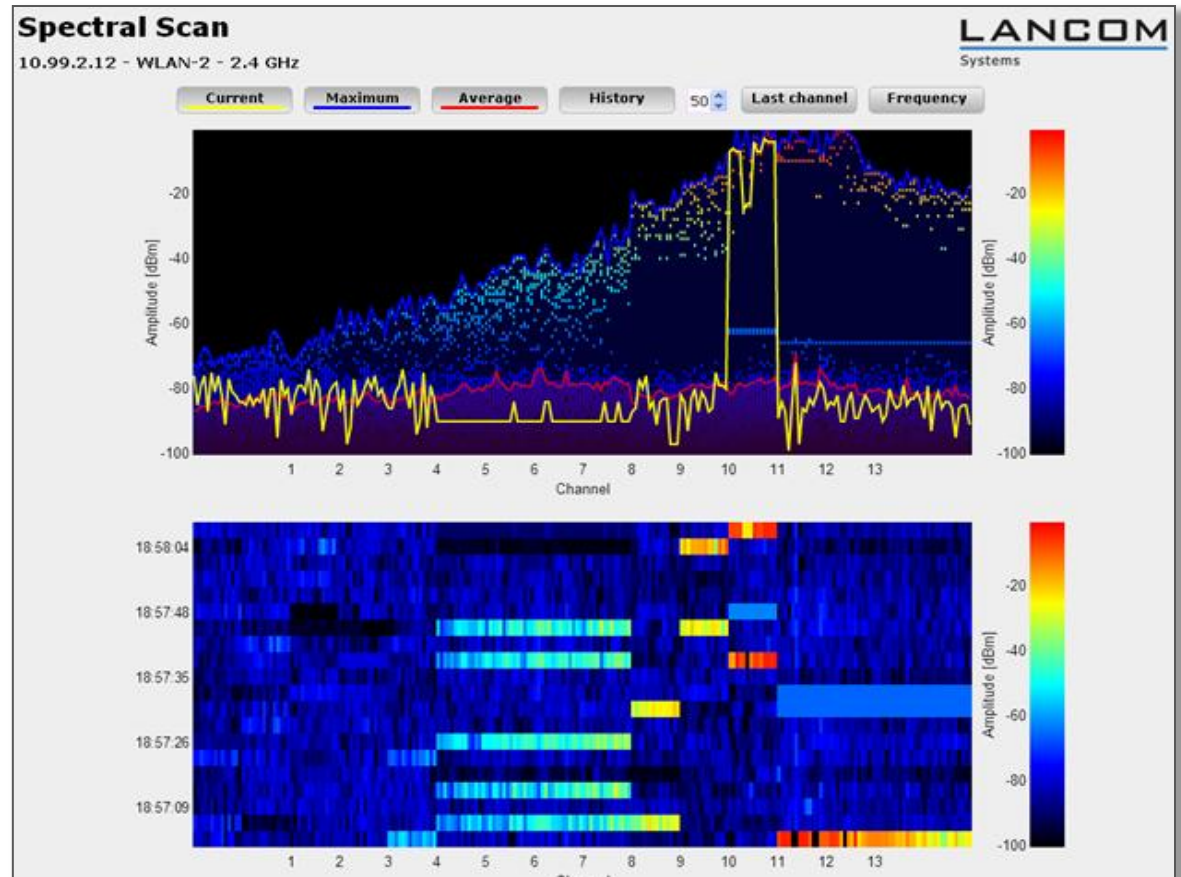 Spectral Scan
LANCOM
Systems
10.99.2.12 - WLAN-2 - 2.4 GHz
Current Maximum Average History 50 Last channel Frequency
-20
-40
-60
-80
-100
Amplitude [dBm]
1 2 3 4 5 6 7 8 9 10 11 12 13
Channel
-20
-40
-60
-80
-100
Amplitude [dBm]
18:58:04
18:57:48
18:57:35
18:57:26
18:57:09
1 2 3 4 5 6 7 8 9 10 11 12 13
-20
-40
-60
-80
-100
Amplitude [dBm]